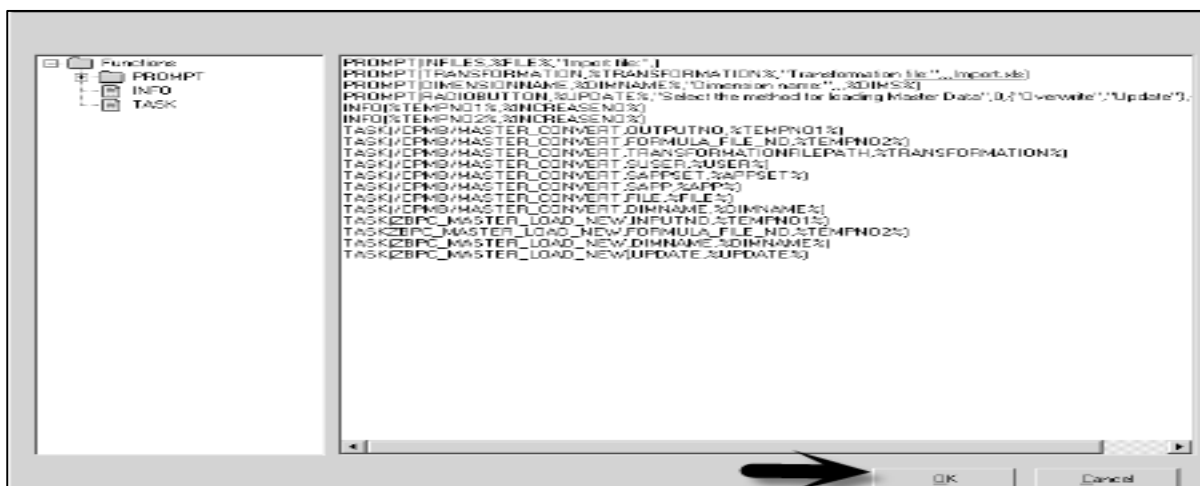 Functions
PROMPT
INFO
TASK
PROMPT(INFILES,%FILE%,"Import file:",)
PROMPT(TRANSFORMATION,%TRANSFORMATION%,"Transformation file:",,,Import.xls)
PROMPT(DIMENSIONNAME,%DIMNAME%,"Dimension name:",,,%DIMS%)
PROMPT(RADIOBUTTON,%UPDATE%,"Select the method for loading Master Data",0,{"Overwrite","Update"},
INFO(%TEMPNO1%,%INCREASENO%)
INFO(%TEMPNO2%,%INCREASENO%)
TASK(/CPMB/MASTER_CONVERT,OUTPUTNO,%TEMPNO1%)
TASK(/CPMB/MASTER_CONVERT,FORMULA_FILE_NO,%TEMPNO2%)
TASK(/CPMB/MASTER_CONVERT,TRANSFORMATIONFILEPATH,%TRANSFORMATION%)
TASK(/CPMB/MASTER_CONVERT,SUSER,%USER%)
TASK(/CPMB/MASTER_CONVERT,SAPPSET,%APPSET%)
TASK(/CPMB/MASTER_CONVERT,SAPP,%APP%)
TASK(/CPMB/MASTER_CONVERT,FILE,%FILE%)
TASK(/CPMB/MASTER_CONVERT,DIMNAME,%DIMNAME%)
TASK(ZBPC_MASTER_LOAD_NEW,INPUTNO,%TEMPNO1%)
TASKZBPC_MASTER_LOAD_NEW,FORMULA_FILE_NO,%TEMPNO2%)
TASK(ZBPC_MASTER_LOAD_NEW,DIMNAME,%DIMNAME%)
TASK(ZBPC_MASTER_LOAD_NEW(UPDATE,%UPDATE%)
OK
Cancel